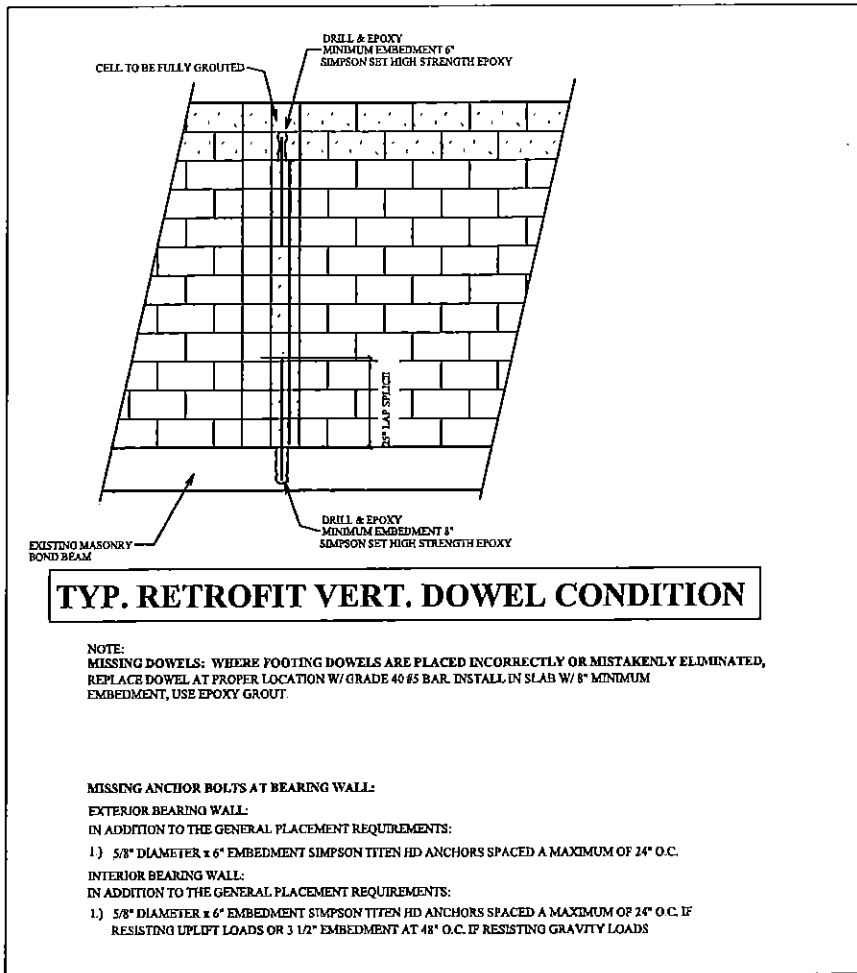 DRILL & EPOXY
MINIMUM EMBEDMENT 6"
SIMPSON SET HIGH STRENGTH EPOXY
CELL TO BE FULLY GROUTED
25" LAP SPLICE
DRILL & EPOXY
MINIMUM EMBEDMENT 8"
SIMPSON SET HIGH STRENGTH EPOXY
EXISTING MASONRY
BOND BEAM
TYP. RETROFIT VERT. DOWEL CONDITION
NOTE:
MISSING DOWELS: WHERE FOOTING DOWELS ARE PLACED INCORRECTLY OR MISTAKENLY ELIMINATED,
REPLACE DOWEL AT PROPER LOCATION W/ GRADE 40 #5 BAR. INSTALL IN SLAB W/ 8" MINIMUM
EMBEDMENT, USE EPOXY GROUT.
MISSING ANCHOR BOLTS AT BEARING WALL:
EXTERIOR BEARING WALL:
IN ADDITION TO THE GENERAL PLACEMENT REQUIREMENTS:
1.) 5/8" DIAMETER x 6" EMBEDMENT SIMPSON TITEN HD ANCHORS SPACED A MAXIMUM OF 24" O.C.
INTERIOR BEARING WALL:
IN ADDITION TO THE GENERAL PLACEMENT REQUIREMENTS:
1.) 5/8" DIAMETER x 6" EMBEDMENT SIMPSON TITEN HD ANCHORS SPACED A MAXIMUM OF 24" O.C. IF
RESISTING UPLIFT LOADS OR 3 1/2" EMBEDMENT AT 48" O.C. IF RESISTING GRAVITY LOADS